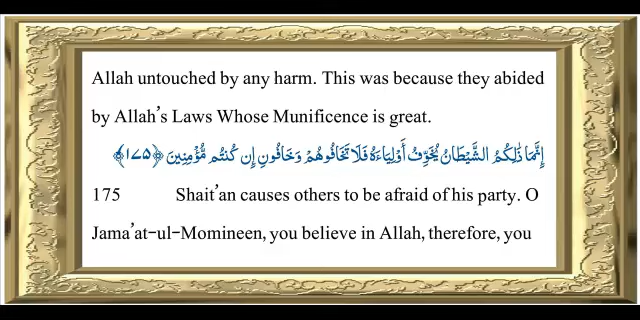 Allah untouched by any harm. This was because they abided
by Allah’s Laws Whose Munificence is great.
إِنَّمَا ذَٰلِكُمُ الشَّيْطَانُ يُخَوِّفُ أَوْلِيَاءَهُ فَلَا تَخَافُوهُمْ وَخَافُونِ إِن كُنتُم مُّؤْمِنِينَ ﴿١٧٥﴾
175 Shait’an causes others to be afraid of his party. O
Jama’at-ul-Momineen, you believe in Allah, therefore, you